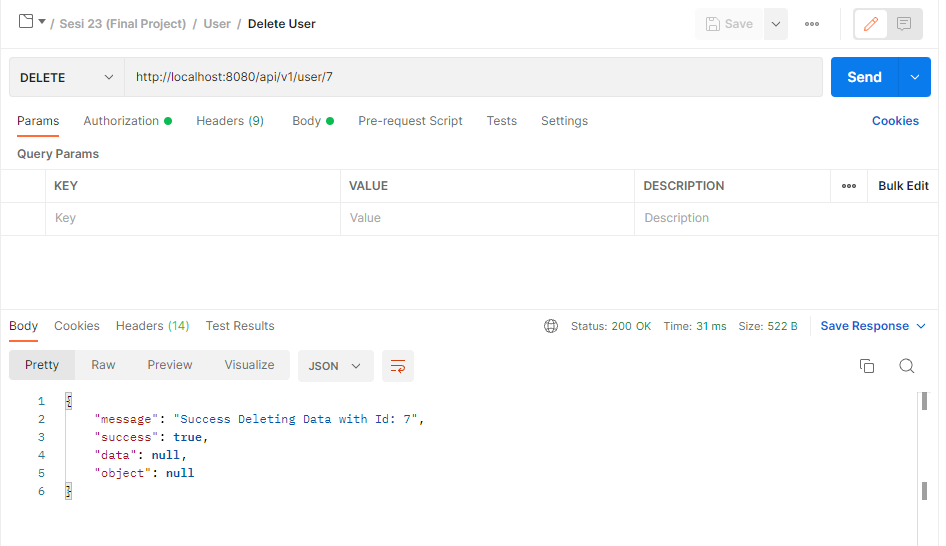 / Sesi 23 (Final Project) / User / Delete User Save
DELETE http://localhost:8080/api/v1/user/7 Send
Params Authorization Headers (9) Body Pre-request Script Tests Settings Cookies
Query Params
KEY VALUE DESCRIPTION Bulk Edit
Key Value Description
Body Cookies Headers (14) Test Results Status: 200 OK Time: 31 ms Size: 522 B Save Response
Pretty Raw Preview Visualize JSON
1 {
2 "message": "Success Deleting Data with Id: 7",
3 "success": true,
4 "data": null,
5 "object": null
6 }